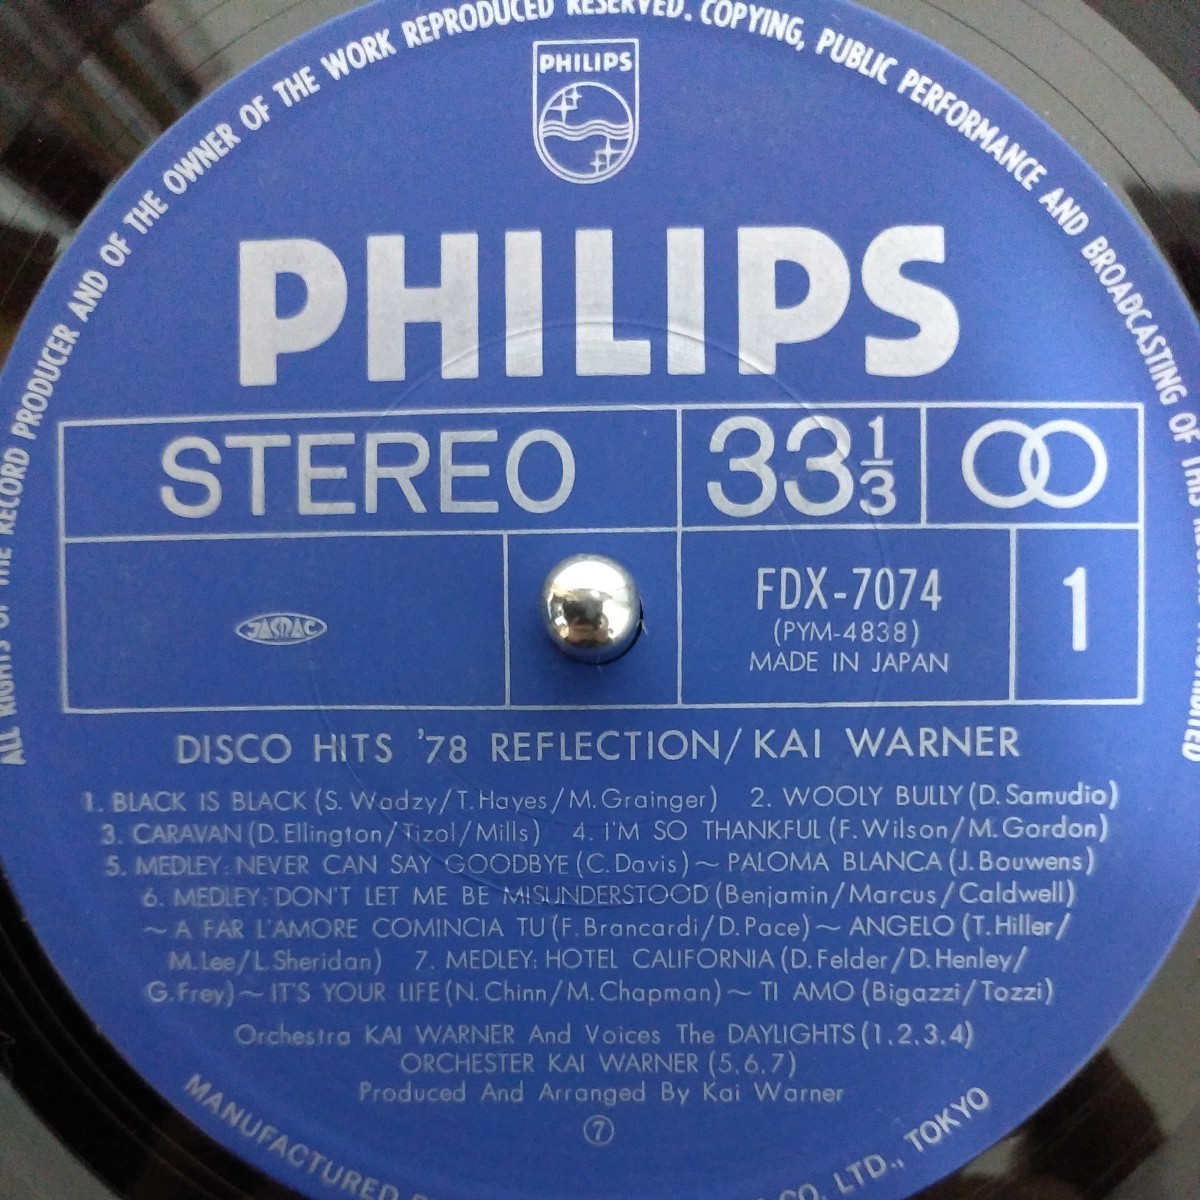 ALL RIGHTS OF THE RECORD PRODUCER AND OF THE OWNER OF THE WORK REPRODUCED RESERVED. COPYING, PUBLIC PERFORMANCE AND BROADCASTING OF THIS
PHILIPS
PHILIPS
STEREO 33 1/3
JASRAC
FDX-7074
(PYM-4838)
MADE IN JAPAN
1
DISCO HITS '78 REFLECTION/KAI WARNER
1. BLACK IS BLACK (S. Wadzy/T. Hayes/M. Grainger) 2. WOOLY BULLY (D. Samudio)
3. CARAVAN (D. Ellington/Tizol/Mills) 4. I'M SO THANKFUL (F. Wilson/M. Gordon)
5. MEDLEY: NEVER CAN SAY GOODBYE (C. Davis) ~ PALOMA BLANCA (J. Bouwens)
6. MEDLEY: DON'T LET ME BE MISUNDERSTOOD (Benjamin/Marcus/Caldwell)
~ A FAR L'AMORE COMINCIA TU (F. Brancardi/D. Pace) ~ ANGELO (T. Hiller/
M. Lee/L. Sheridan) 7. MEDLEY: HOTEL CALIFORNIA (D. Felder/D. Henley/
G. Frey) ~ IT'S YOUR LIFE (N. Chinn/M. Chapman) ~ TI AMO (Bigazzi/Tozzi)
Orchestra KAI WARNER And Voices The DAYLIGHTS (1.2.3.4)
ORCHESTER KAI WARNER (5.6.7)
Produced And Arranged By Kai Warner
7
MANUFACTURED CO. LTD., TOKYO